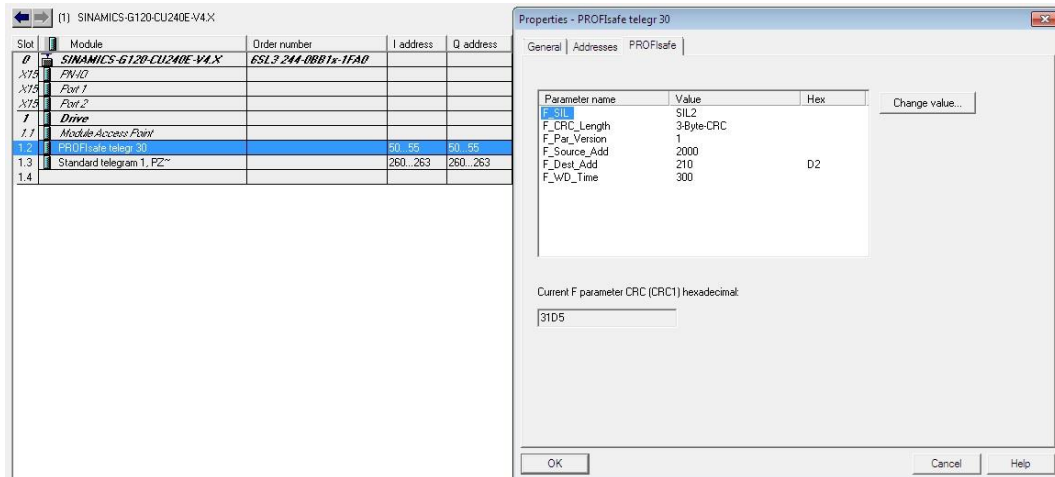 (1) SINAMICS-G120-CU240E-V4.X
Slot Module Order number I address Q address
0 SINAMICS-G120-CU240E-V4.X 6SL3 244-0BB1x-1FA0
X15 PN-IO
X15 Port 1
X15 Port 2
1 Drive
1.1 Module Access Point
1.2 PROFIsafe telegr 30 50...55 50...55
1.3 Standard telegram 1, PZ~ 260...263 260...263
1.4
Properties - PROFIsafe telegr 30
General Addresses PROFIsafe
Parameter name Value Hex
F_SIL SIL2
F_CRC_Length 3-Byte-CRC
F_Par_Version 1
F_Source_Add 2000
F_Dest_Add 210 D2
F_WD_Time 300
Change value...
Current F parameter CRC (CRC1) hexadecimal:
31D5
OK Cancel Help